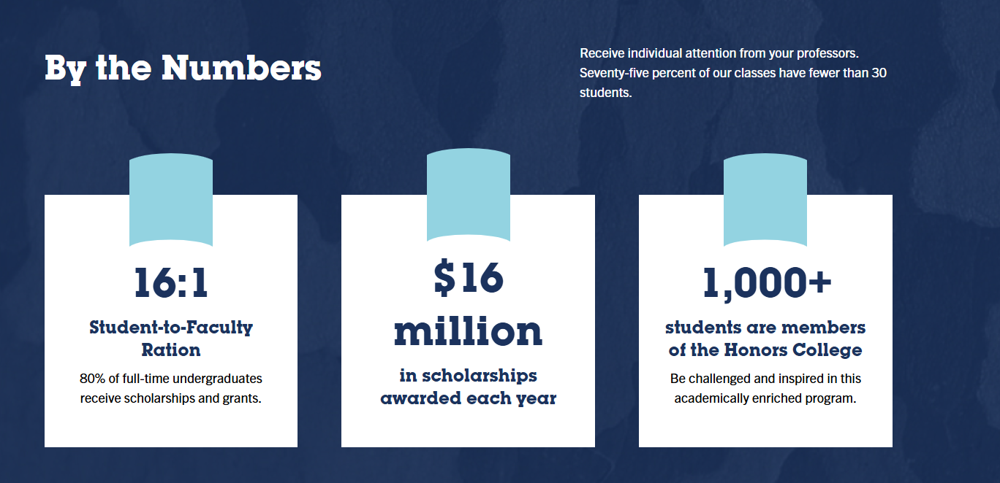 By the Numbers
Receive individual attention from your professors.
Seventy-five percent of our classes have fewer than 30
students.
16:1
Student-to-Faculty
Ration
80% of full-time undergraduates
receive scholarships and grants.
$16
million
in scholarships
awarded each year
1,000+
students are members
of the Honors College
Be challenged and inspired in this
academically enriched program.